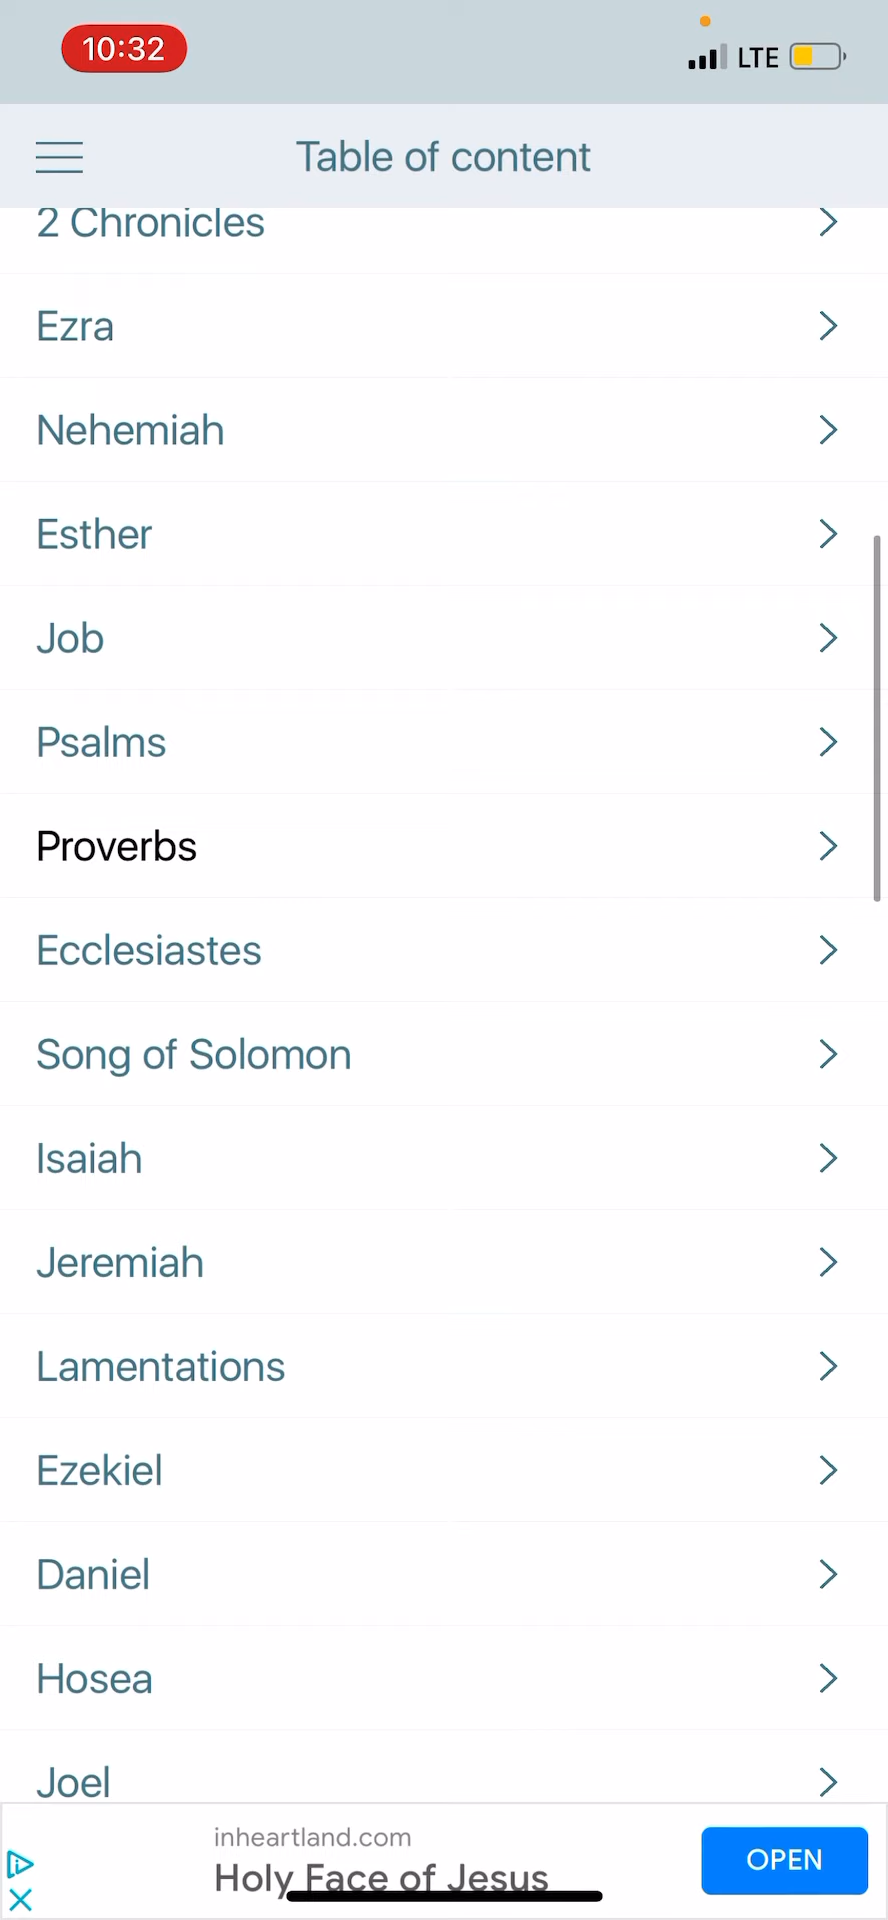 10:32
LTE
Table of content
2 Chronicles
Ezra
Nehemiah
Esther
Job
Psalms
Proverbs
Ecclesiastes
Song of Solomon
Isaiah
Jeremiah
Lamentations
Ezekiel
Daniel
Hosea
Joel
inheartland.com
Holy Face of Jesus
OPEN